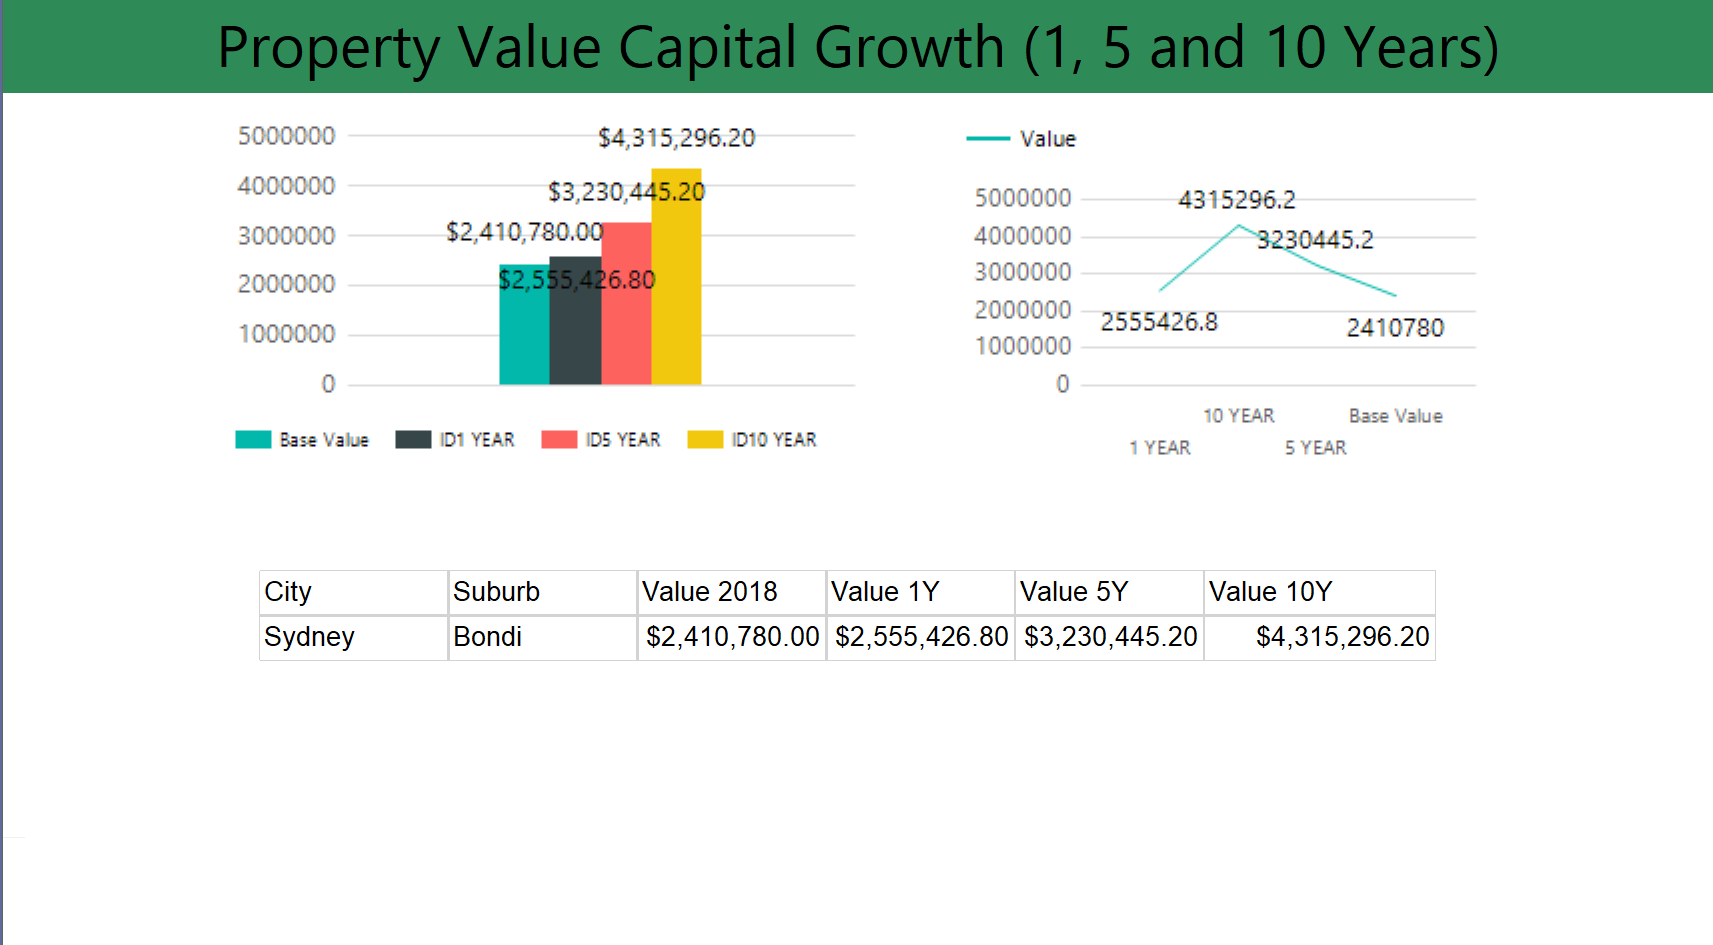 Property Value Capital Growth (1, 5 and 10 Years)
5000000
4000000
3000000
2000000
1000000
0
$4,315,296.20
$3,230,445.20
$2,410,780.00
$2,555,426.80
Base Value
ID1 YEAR
ID5 YEAR
ID10 YEAR
Value
5000000
4000000
3000000
2000000
1000000
0
4315296.2
3230445.2
2555426.8
2410780
10 YEAR
Base Value
1 YEAR
5 YEAR
City Suburb Value 2018 Value 1Y Value 5Y Value 10Y
Sydney Bondi $2,410,780.00 $2,555,426.80 $3,230,445.20 $4,315,296.20